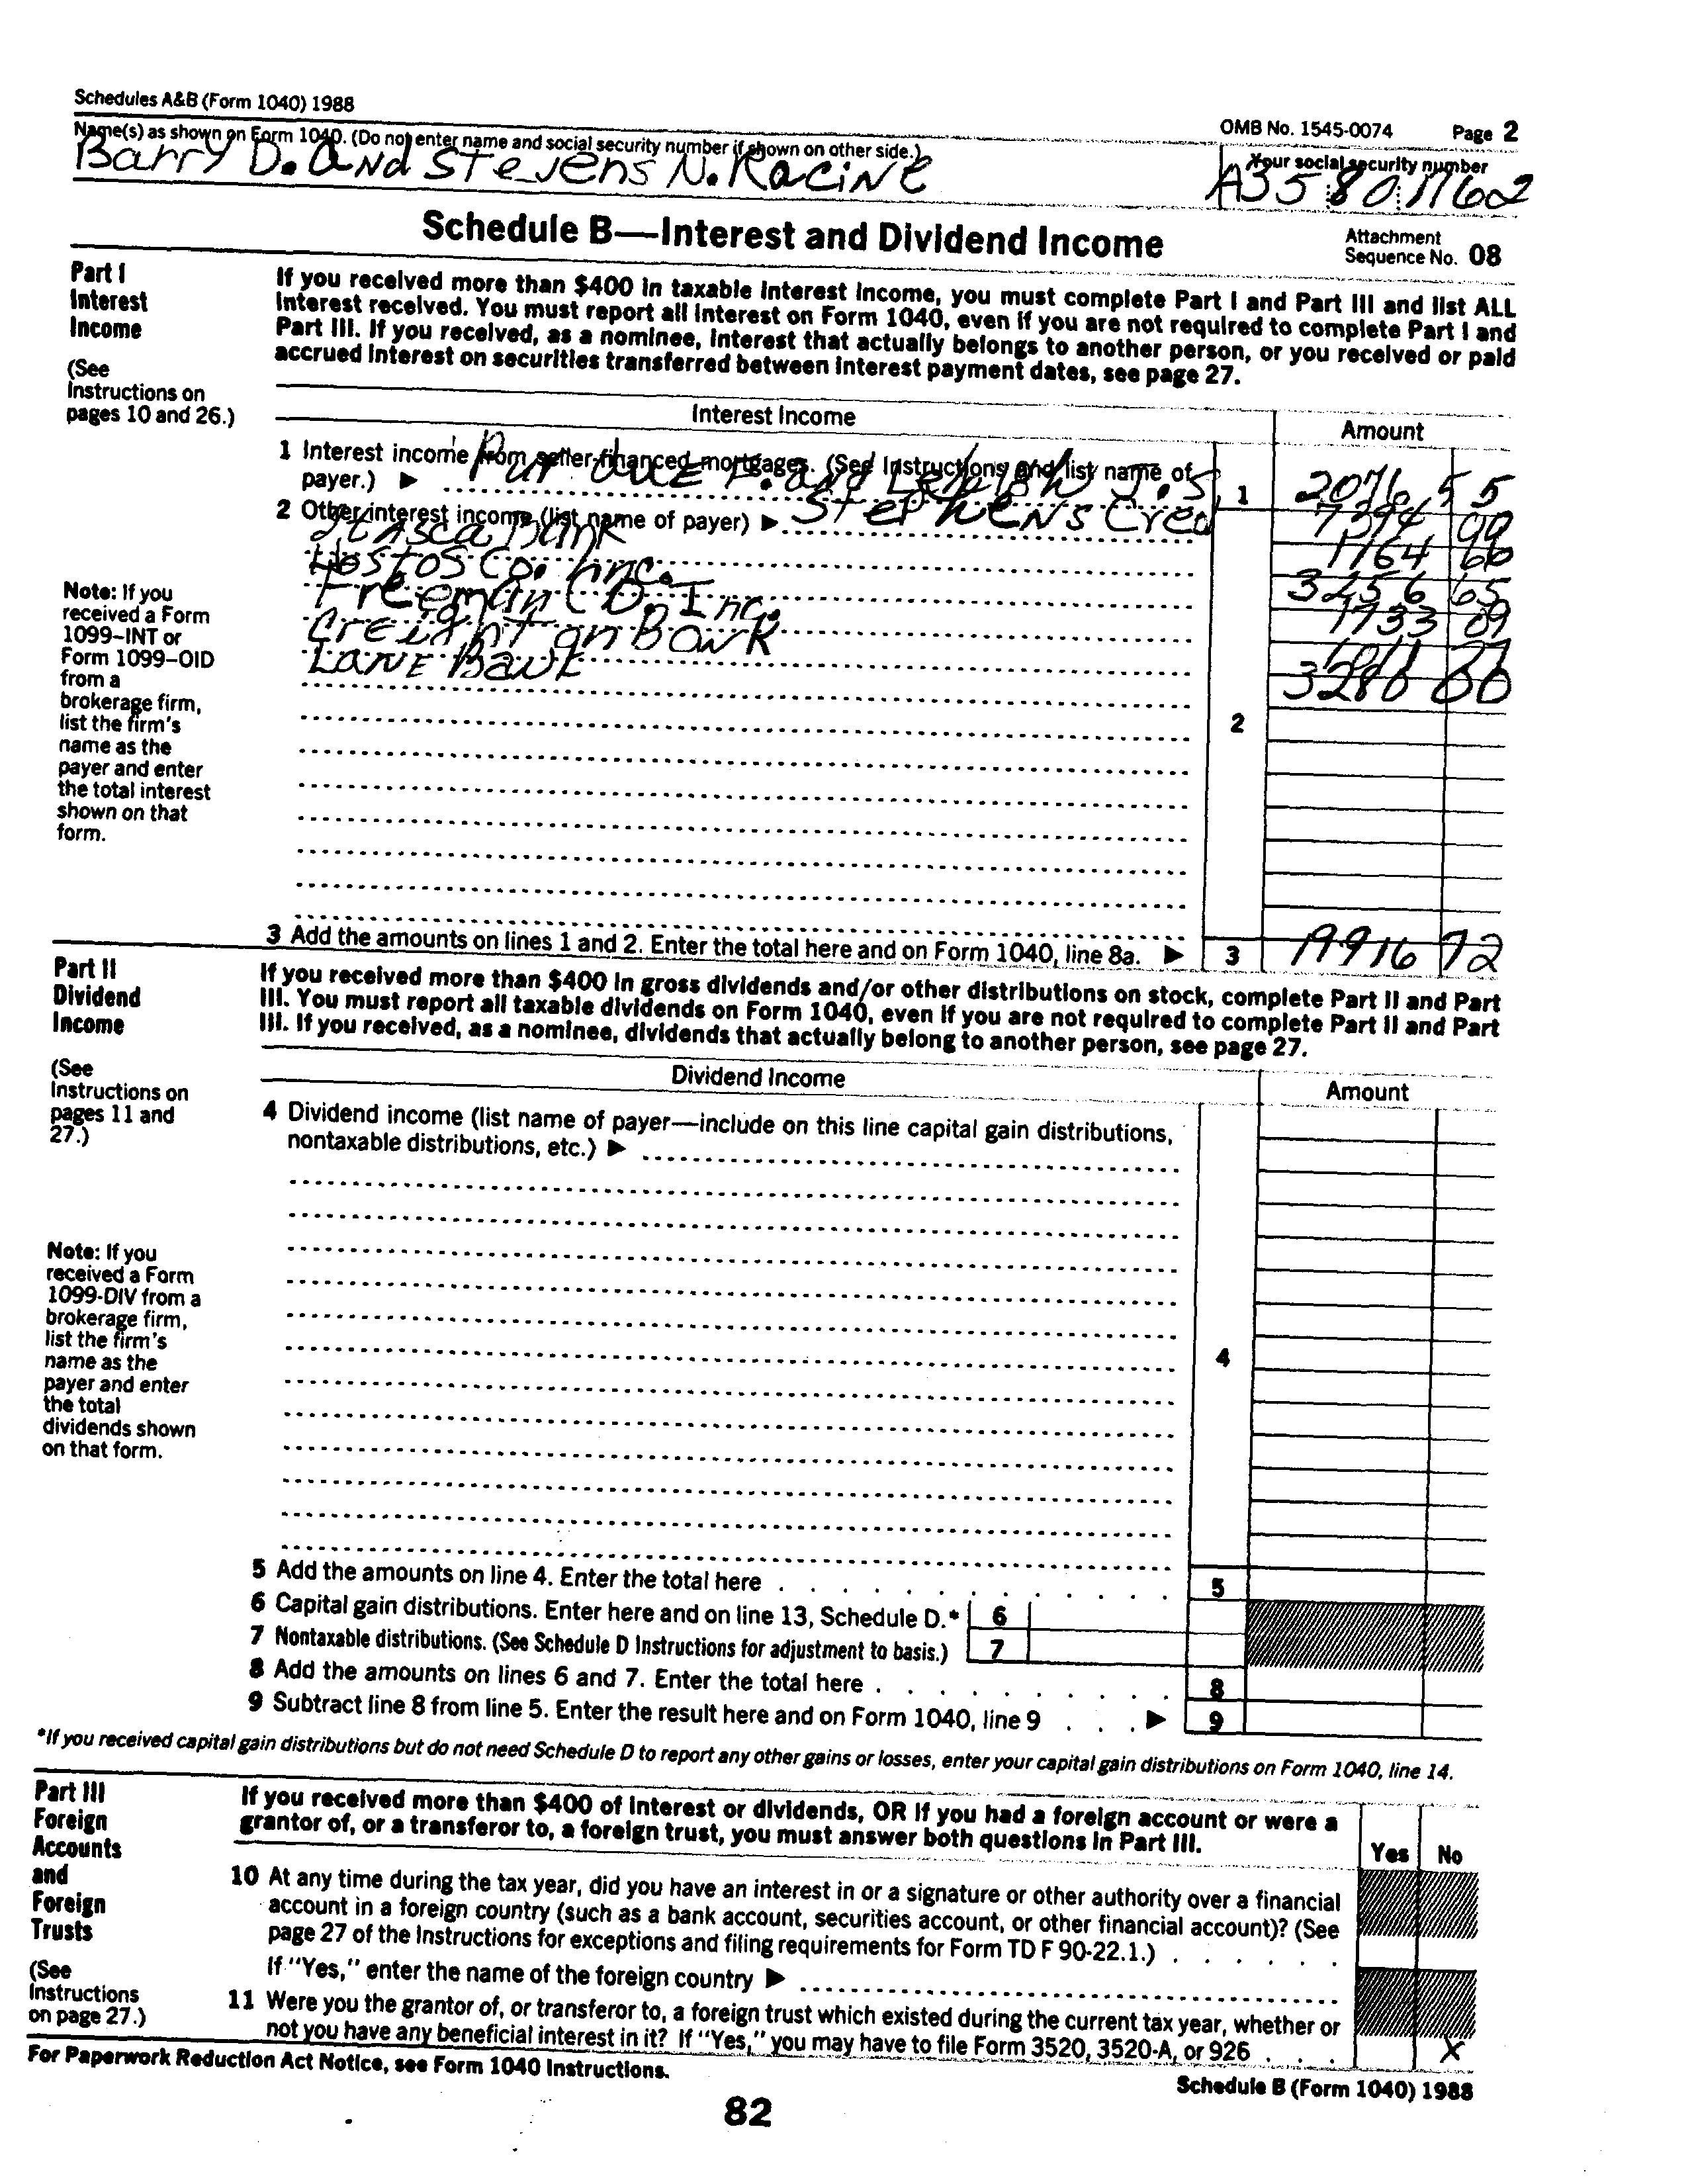 Schedules A&B (Form 1040) 1988
OMB No. 1545-0074 Page 2
Name(s) as shown on Form 1040. (Do not enter name and social security number if shown on other side.)
Your social security number
Barry D. and Stevens N. Racine
A35 80 1762
Schedule B—Interest and Dividend Income
Attachment
Sequence No. 08
Part I
Interest
Income
(See
Instructions on
pages 10 and 26.)
If you received more than $400 in taxable interest income, you must complete Part I and Part III and list ALL
interest received. You must report all interest on Form 1040, even if you are not required to complete Part I and
Part III. If you received, as a nominee, interest that actually belongs to another person, or you received or paid
accrued interest on securities transferred between interest payment dates, see page 27.
Interest Income
Amount
1 Interest income from seller-financed mortgages. (See Instructions and list name of
payer.) ▶ Purdue F. and Lehigh J. S
1
2076 55
2 Other interest income (list name of payer) ▶ Stephens Cred
Itasca Bank
1164
Hostos Co. Inc.
3256 65
Freeman CD. Inc.
1733 09
Creighton Bank
Lane Bank
3286
Note: If you
received a Form
1099–INT or
Form 1099–OID
from a
brokerage firm,
list the firm's
name as the
payer and enter
the total interest
shown on that
form.
2
3 Add the amounts on lines 1 and 2. Enter the total here and on Form 1040, line 8a. ▶
3
19916 72
Part II
Dividend
Income
(See
Instructions on
pages 11 and
27.)
If you received more than $400 in gross dividends and/or other distributions on stock, complete Part II and Part
III. You must report all taxable dividends on Form 1040, even if you are not required to complete Part II and Part
III. If you received, as a nominee, dividends that actually belong to another person, see page 27.
Dividend Income
Amount
4 Dividend income (list name of payer—include on this line capital gain distributions,
nontaxable distributions, etc.) ▶
Note: If you
received a Form
1099-DIV from a
brokerage firm,
list the firm's
name as the
payer and enter
the total
dividends shown
on that form.
4
5 Add the amounts on line 4. Enter the total here
5
6 Capital gain distributions. Enter here and on line 13, Schedule D.* 6
7 Nontaxable distributions. (See Schedule D Instructions for adjustment to basis.) 7
8 Add the amounts on lines 6 and 7. Enter the total here
8
9 Subtract line 8 from line 5. Enter the result here and on Form 1040, line 9 . . . ▶
9
*If you received capital gain distributions but do not need Schedule D to report any other gains or losses, enter your capital gain distributions on Form 1040, line 14.
Part III
Foreign
Accounts
and
Foreign
Trusts
(See
Instructions
on page 27.)
If you received more than $400 of interest or dividends, OR if you had a foreign account or were a
grantor of, or a transferor to, a foreign trust, you must answer both questions in Part III.
Yes No
10 At any time during the tax year, did you have an interest in or a signature or other authority over a financial
account in a foreign country (such as a bank account, securities account, or other financial account)? (See
page 27 of the Instructions for exceptions and filing requirements for Form TD F 90-22.1.)
If "Yes," enter the name of the foreign country ▶
11 Were you the grantor of, or transferor to, a foreign trust which existed during the current tax year, whether or
not you have any beneficial interest in it? If "Yes," you may have to file Form 3520, 3520-A, or 926 . . .
X
For Paperwork Reduction Act Notice, see Form 1040 Instructions.
Schedule B (Form 1040) 1988
82